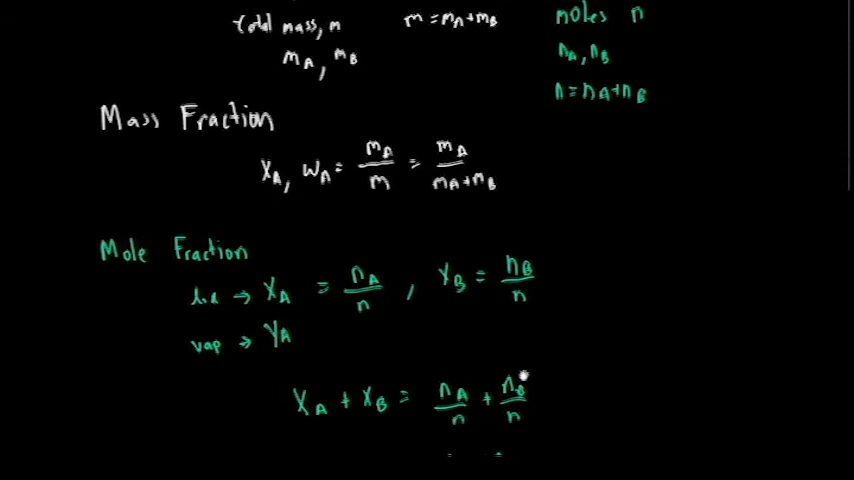 Total mass, m    m = mA + mB    moles n
mA, mB    nA, nB
n = nA + nB
Mass Fraction
XA, wA = mA/m = mA/(mA + mB)
Mole Fraction
liq → XA = nA/n, XB = nB/n
vap → YA
XA + XB = nA/n + nB/n